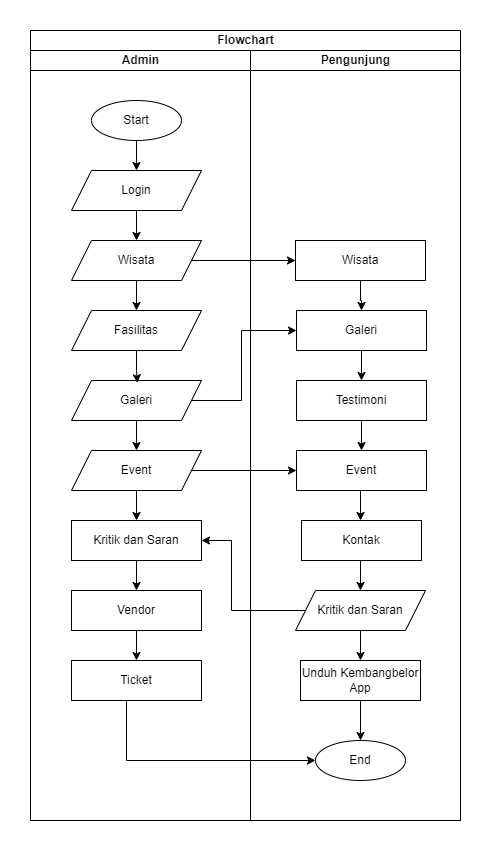 Flowchart
Admin
Pengunjung
Start
Login
Wisata
Wisata
Fasilitas
Galeri
Galeri
Testimoni
Event
Event
Kritik dan Saran
Kontak
Vendor
Kritik dan Saran
Ticket
Unduh Kembangbelor
App
End